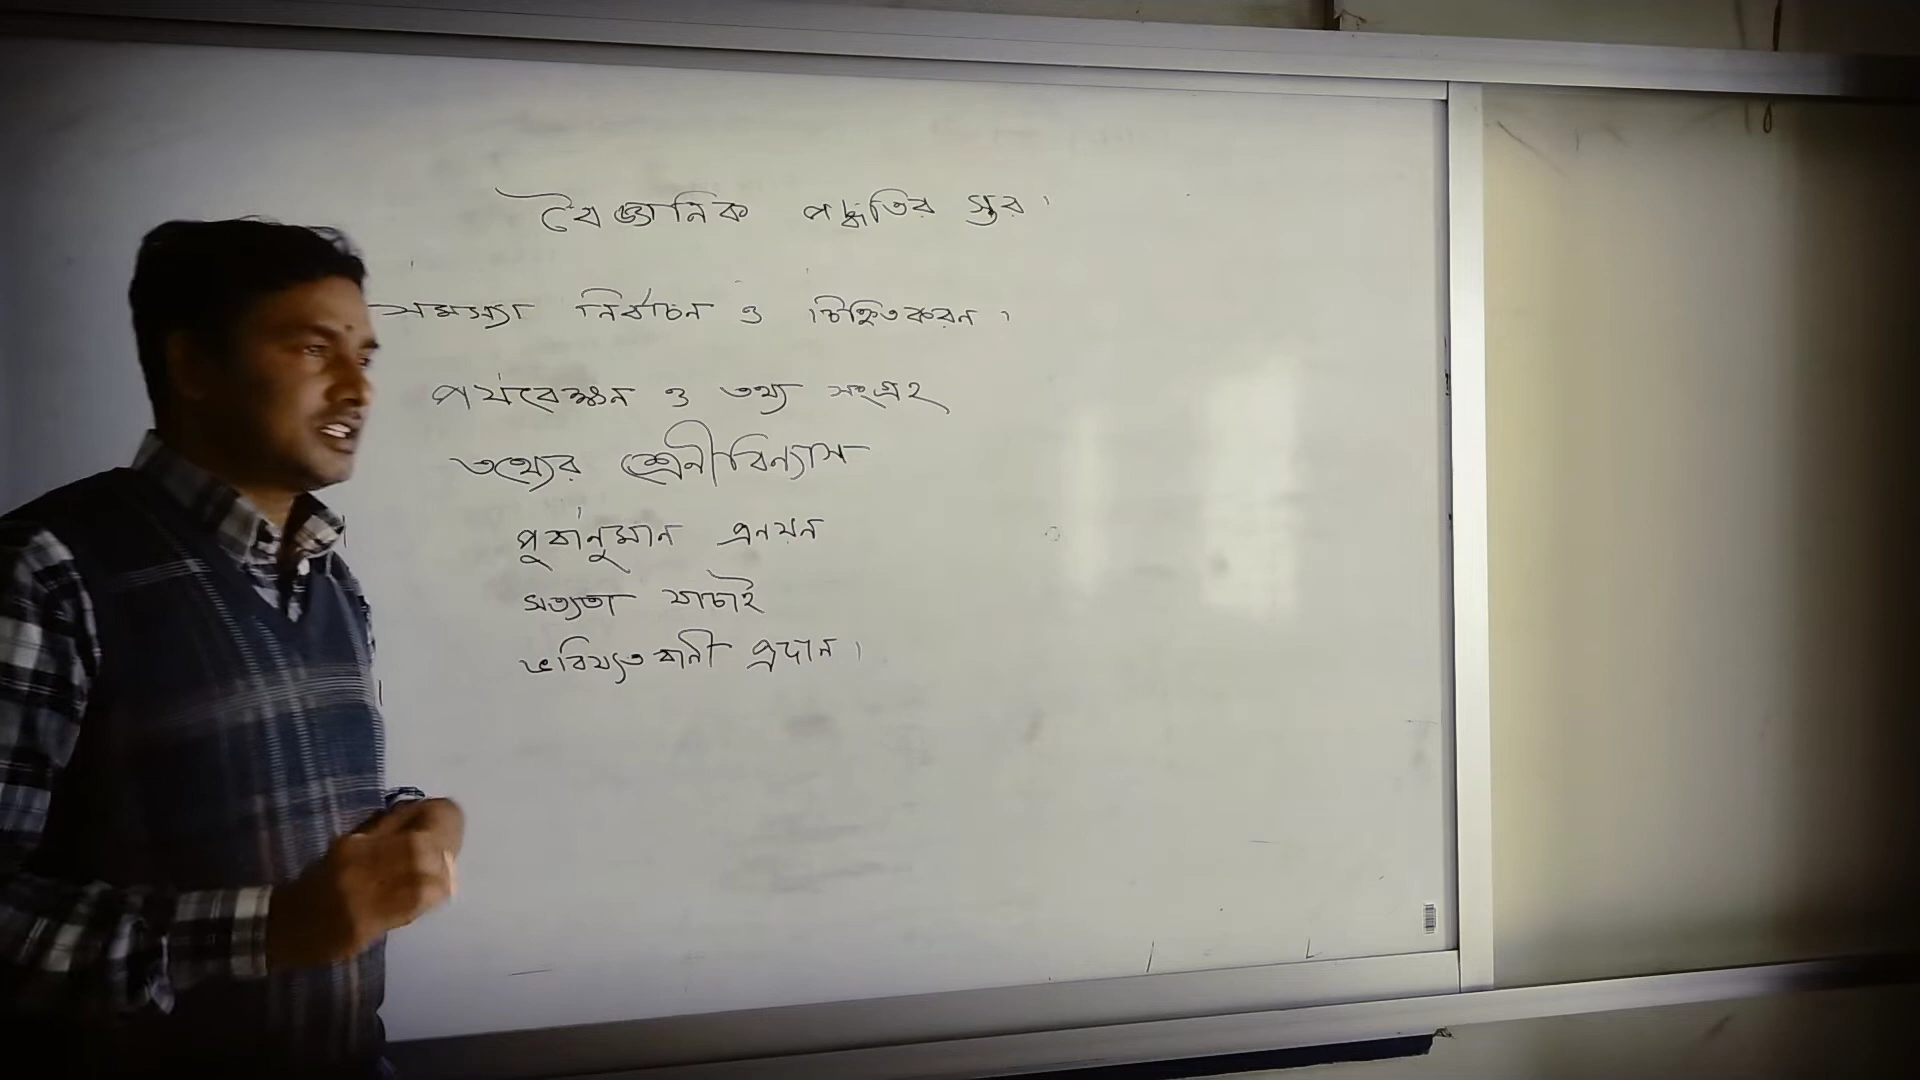 বৈজ্ঞানিক পদ্ধতির স্তর।
সমস্যা নির্বাচন ও চিহ্নিতকরন।
পর্যবেক্ষন ও তথ্য সংগ্রহ
তথ্যের শ্রেনীবিন্যাস
পুর্বানুমান প্রনয়ন
সত্যতা যাচাই
ভবিষ্যতবানী প্রদান।